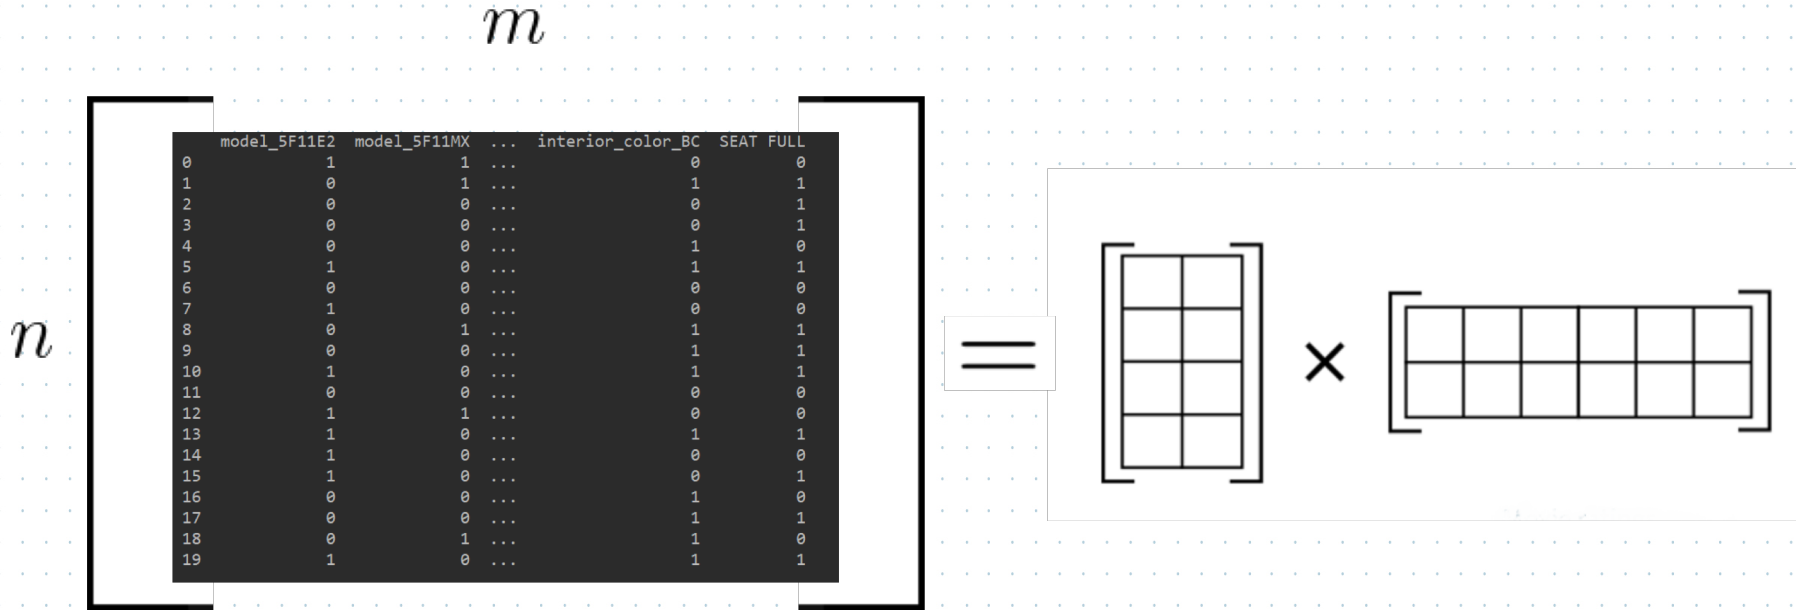 m
n
model_5F11E2 model_5F11MX ... interior_color_BC SEAT FULL
0 1 1 ... 0 0
1 0 1 ... 1 1
2 0 0 ... 0 1
3 0 0 ... 0 1
4 0 0 ... 1 0
5 1 0 ... 1 1
6 0 0 ... 0 0
7 1 0 ... 0 0
8 0 1 ... 1 1
9 0 0 ... 1 1
10 1 0 ... 1 1
11 0 0 ... 0 0
12 1 1 ... 0 0
13 1 0 ... 1 1
14 1 0 ... 0 0
15 1 0 ... 0 1
16 0 0 ... 1 0
17 0 0 ... 1 1
18 0 1 ... 1 0
19 1 0 ... 1 1
= ×